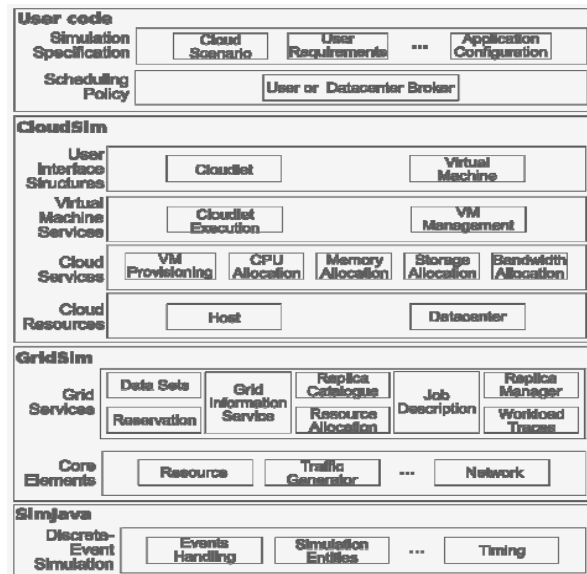 User code
Simulation
Specification
Cloud
Scenario
User
Requirements
...
Application
Configuration
Scheduling
Policy
User or Datacenter Broker
CloudSim
User
Interface
Structures
Cloudlet
Virtual
Machine
Virtual
Machine
Services
Cloudlet
Execution
VM
Management
Cloud
Services
VM
Provisioning
CPU
Allocation
Memory
Allocation
Storage
Allocation
Bandwidth
Allocation
Cloud
Resources
Host
Datacenter
GridSim
Grid
Services
Data Sets
Reservation
Grid
Information
Service
Replica
Catalogue
Resource
Allocation
Job
Description
Replica
Manager
Workload
Traces
Core
Elements
Resource
Traffic
Generator
...
Network
SimJava
Discrete-
Event
Simulation
Events
Handling
Simulation
Entities
...
Timing